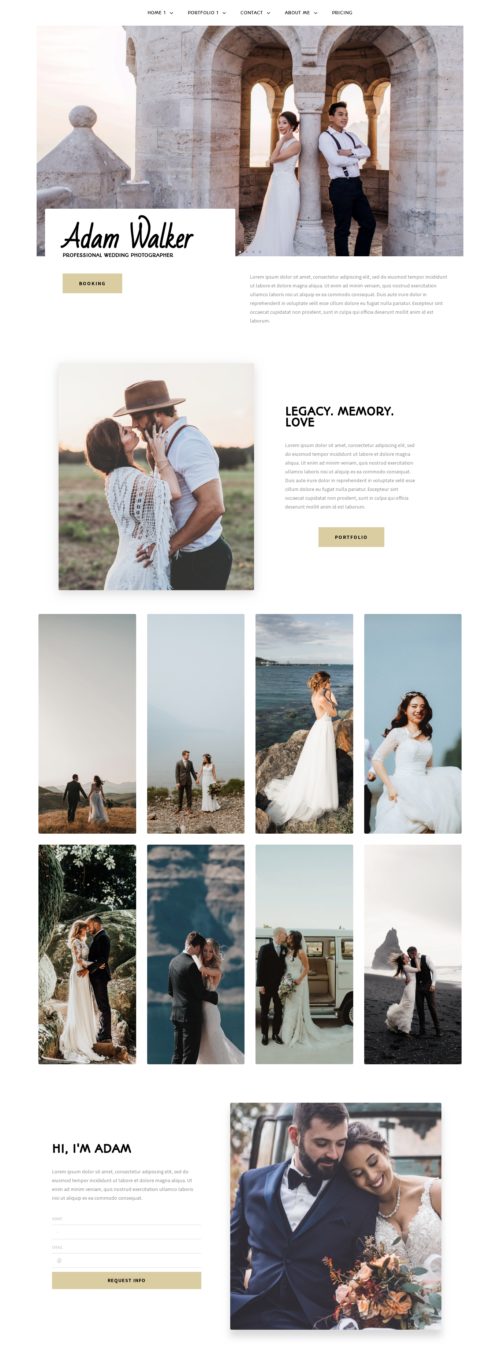 HOME 1 PORTFOLIO 1 CONTACT ABOUT ME PRICING
Adam Walker
PROFESSIONAL WEDDING PHOTOGRAPHER
BOOKING
Lorem ipsum dolor sit amet, consectetur adipiscing elit, sed do eiusmod tempor incididunt
ut labore et dolore magna aliqua. Ut enim ad minim veniam, quis nostrud exercitation
ullamco laboris nisi ut aliquip ex ea commodo consequat. Duis aute irure dolor in
reprehenderit in voluptate velit esse cillum dolore eu fugiat nulla pariatur. Excepteur sint
occaecat cupidatat non proident, sunt in culpa qui officia deserunt mollit anim id est
laborum.
LEGACY. MEMORY.
LOVE
Lorem ipsum dolor sit amet, consectetur adipiscing elit, sed do
eiusmod tempor incididunt ut labore et dolore magna
aliqua. Ut enim ad minim veniam, quis nostrud exercitation
ullamco laboris nisi ut aliquip ex ea commodo consequat.
Duis aute irure dolor in reprehenderit in voluptate velit esse
cillum dolore eu fugiat nulla pariatur. Excepteur sint
occaecat cupidatat non proident, sunt in culpa qui officia
deserunt mollit anim id est laborum.
PORTFOLIO
HI, I'M ADAM
Lorem ipsum dolor sit amet, consectetur adipiscing elit, sed do
eiusmod tempor incididunt ut labore et dolore magna aliqua. Ut
enim ad minim veniam, quis nostrud exercitation ullamco laboris
nisi ut aliquip ex ea commodo consequat.
REQUEST INFO